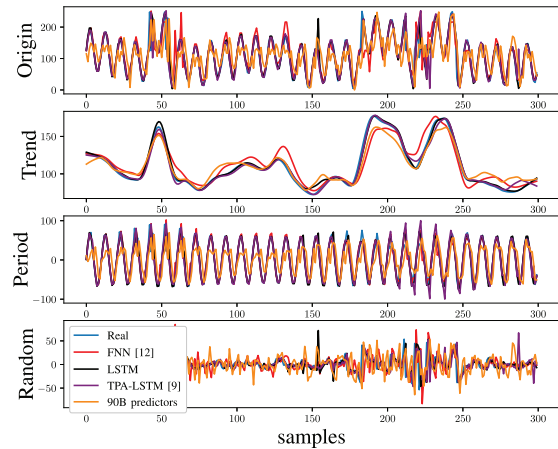 Origin
200
100
0
0 50 100 150 200 250 300
Trend
150
100
0 50 100 150 200 250 300
Period
100
0
−100
0 50 100 150 200 250 300
Random
50
0
−50
Real
FNN [12]
LSTM
TPA-LSTM [9]
90B predictors
0 50 100 150 200 250 300
samples